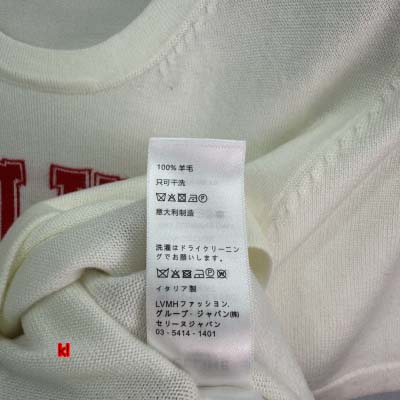 100% 羊毛
只可干洗
意大利制造
洗濯はドライクリーニン
グでお願いします。
イタリア製
LVMHファッション.
グループ・ジャパン(株)
セリーヌジャパン
03 - 5414 - 1401
kl